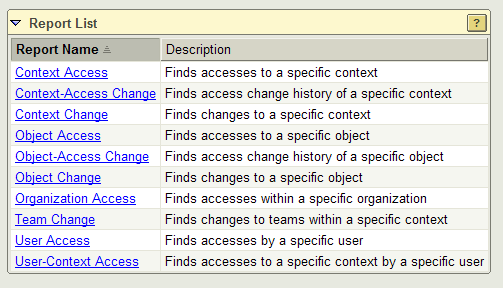 Report List ?
Report Name Description
Context Access Finds accesses to a specific context
Context-Access Change Finds access change history of a specific context
Context Change Finds changes to a specific context
Object Access Finds accesses to a specific object
Object-Access Change Finds access change history of a specific object
Object Change Finds changes to a specific object
Organization Access Finds accesses within a specific organization
Team Change Finds changes to teams within a specific context
User Access Finds accesses by a specific user
User-Context Access Finds accesses to a specific context by a specific user